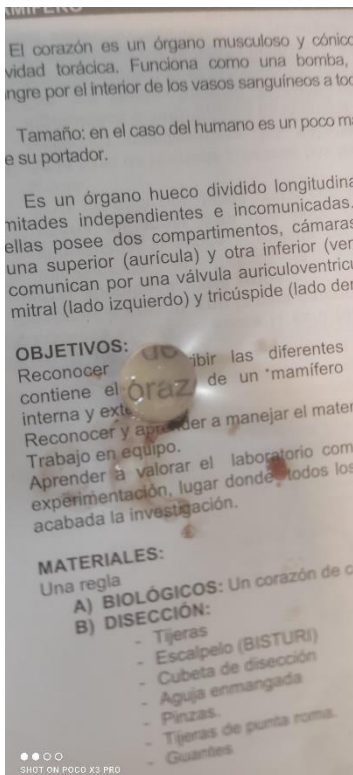 El corazón es un órgano musculoso y cónico
vidad torácica. Funciona como una bomba,
ngre por el interior de los vasos sanguíneos a to
Tamaño: en el caso del humano es un poco m
e su portador.
Es un órgano hueco dividido longitudina
mitades independientes e incomunicadas.
ellas posee dos compartimentos, cámaras
una superior (aurícula) y otra inferior (ver
comunican por una válvula auriculoventricu
mitral (lado izquierdo) y tricúspide (lado der
OBJETIVOS:
Reconocer ibir las diferentes
contiene el oraz de un mamífero
interna y exte
Reconocer y aprender a manejar el mater
Trabajo en equipo.
Aprender a valorar el laboratorio com
experimentación, lugar donde todos los
acabada la investigación.
MATERIALES:
Una regla
A) BIOLÓGICOS: Un corazón de c
B) DISECCIÓN:
- Tijeras
- Escalpelo (BISTURI)
- Cubeta de disección
- Aguja enmangada
- Pinzas.
- Tijeras de punta roma.
- Guantes
SHOT ON POCO X3 PRO